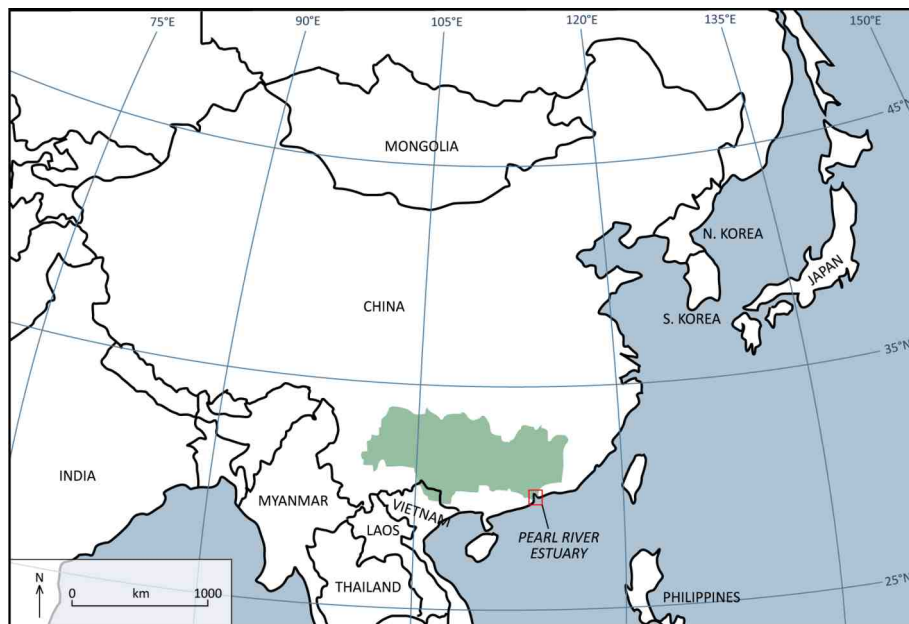 75°E
90°E
105°E
120°E
135°E
150°E
45°N
MONGOLIA
N. KOREA
JAPAN
CHINA
S. KOREA
35°N
INDIA
MYANMAR
VIETNAM
LAOS
PEARL RIVER
ESTUARY
THAILAND
PHILIPPINES
25°N
N
0 km 1000